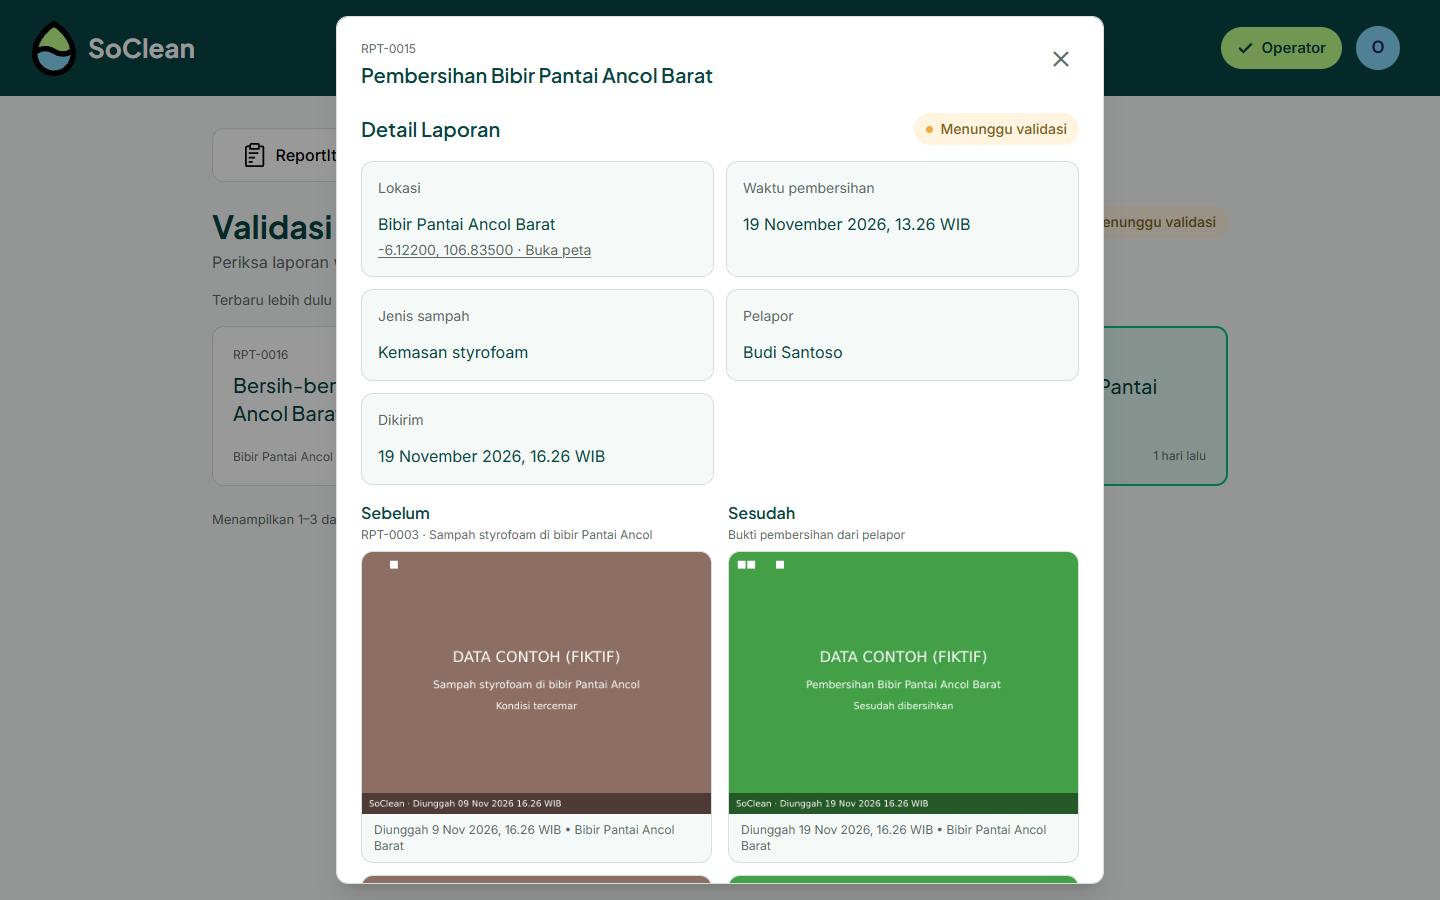 SoClean
Operator
O
RPT-0015
Pembersihan Bibir Pantai Ancol Barat
Detail Laporan
Menunggu validasi
Lokasi
Bibir Pantai Ancol Barat
-6.12200, 106.83500 · Buka peta
Waktu pembersihan
19 November 2026, 13.26 WIB
Jenis sampah
Kemasan styrofoam
Pelapor
Budi Santoso
Dikirim
19 November 2026, 16.26 WIB
Sebelum
RPT-0003 · Sampah styrofoam di bibir Pantai Ancol
DATA CONTOH (FIKTIF)
Sampah styrofoam di bibir Pantai Ancol
Kondisi tercemar
SoClean · Diunggah 09 Nov 2026 16.26 WIB
Diunggah 9 Nov 2026, 16.26 WIB • Bibir Pantai Ancol
Barat
Sesudah
Bukti pembersihan dari pelapor
DATA CONTOH (FIKTIF)
Pembersihan Bibir Pantai Ancol Barat
Sesudah dibersihkan
SoClean · Diunggah 19 Nov 2026 16.26 WIB
Diunggah 19 Nov 2026, 16.26 WIB • Bibir Pantai Ancol
Barat
ReportIt
Validasi
enunggu validasi
Periksa laporan
Terbaru lebih dulu
RPT-0016
Bersih-ber
Ancol Bara
Bibir Pantai Ancol
Pantai
1 hari lalu
Menampilkan 1–3 da